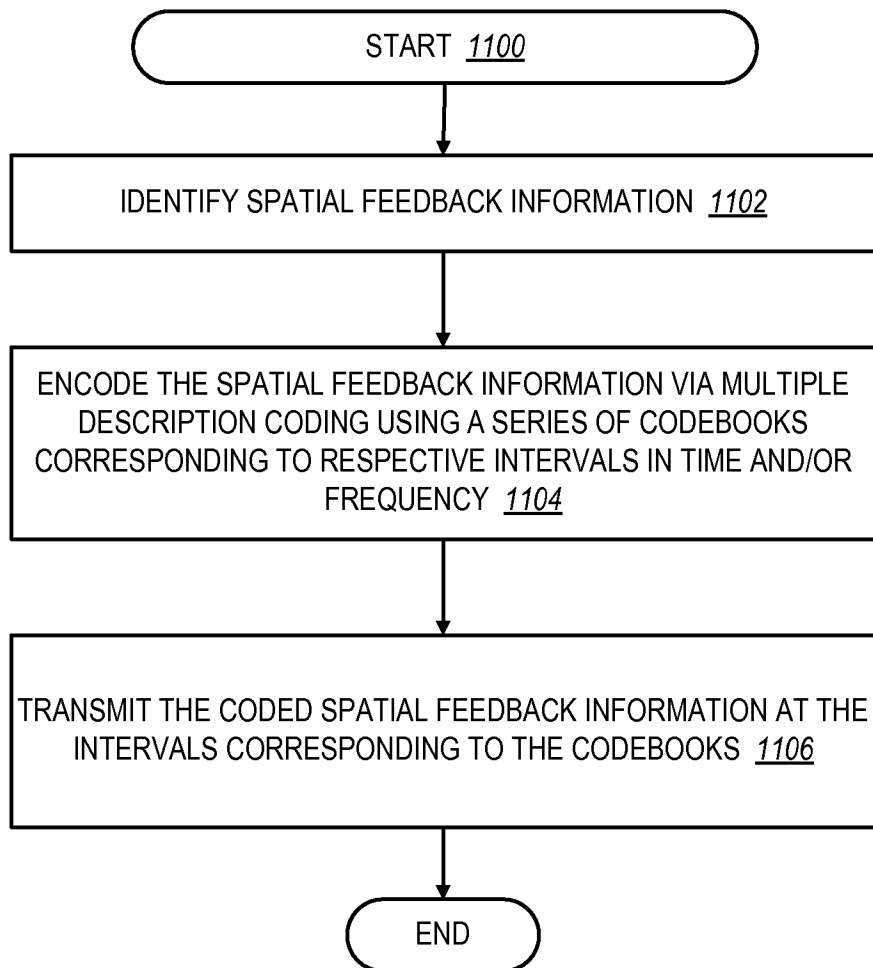 START 1100
IDENTIFY SPATIAL FEEDBACK INFORMATION 1102
ENCODE THE SPATIAL FEEDBACK INFORMATION VIA MULTIPLE
DESCRIPTION CODING USING A SERIES OF CODEBOOKS
CORRESPONDING TO RESPECTIVE INTERVALS IN TIME AND/OR
FREQUENCY 1104
TRANSMIT THE CODED SPATIAL FEEDBACK INFORMATION AT THE
INTERVALS CORRESPONDING TO THE CODEBOOKS 1106
END